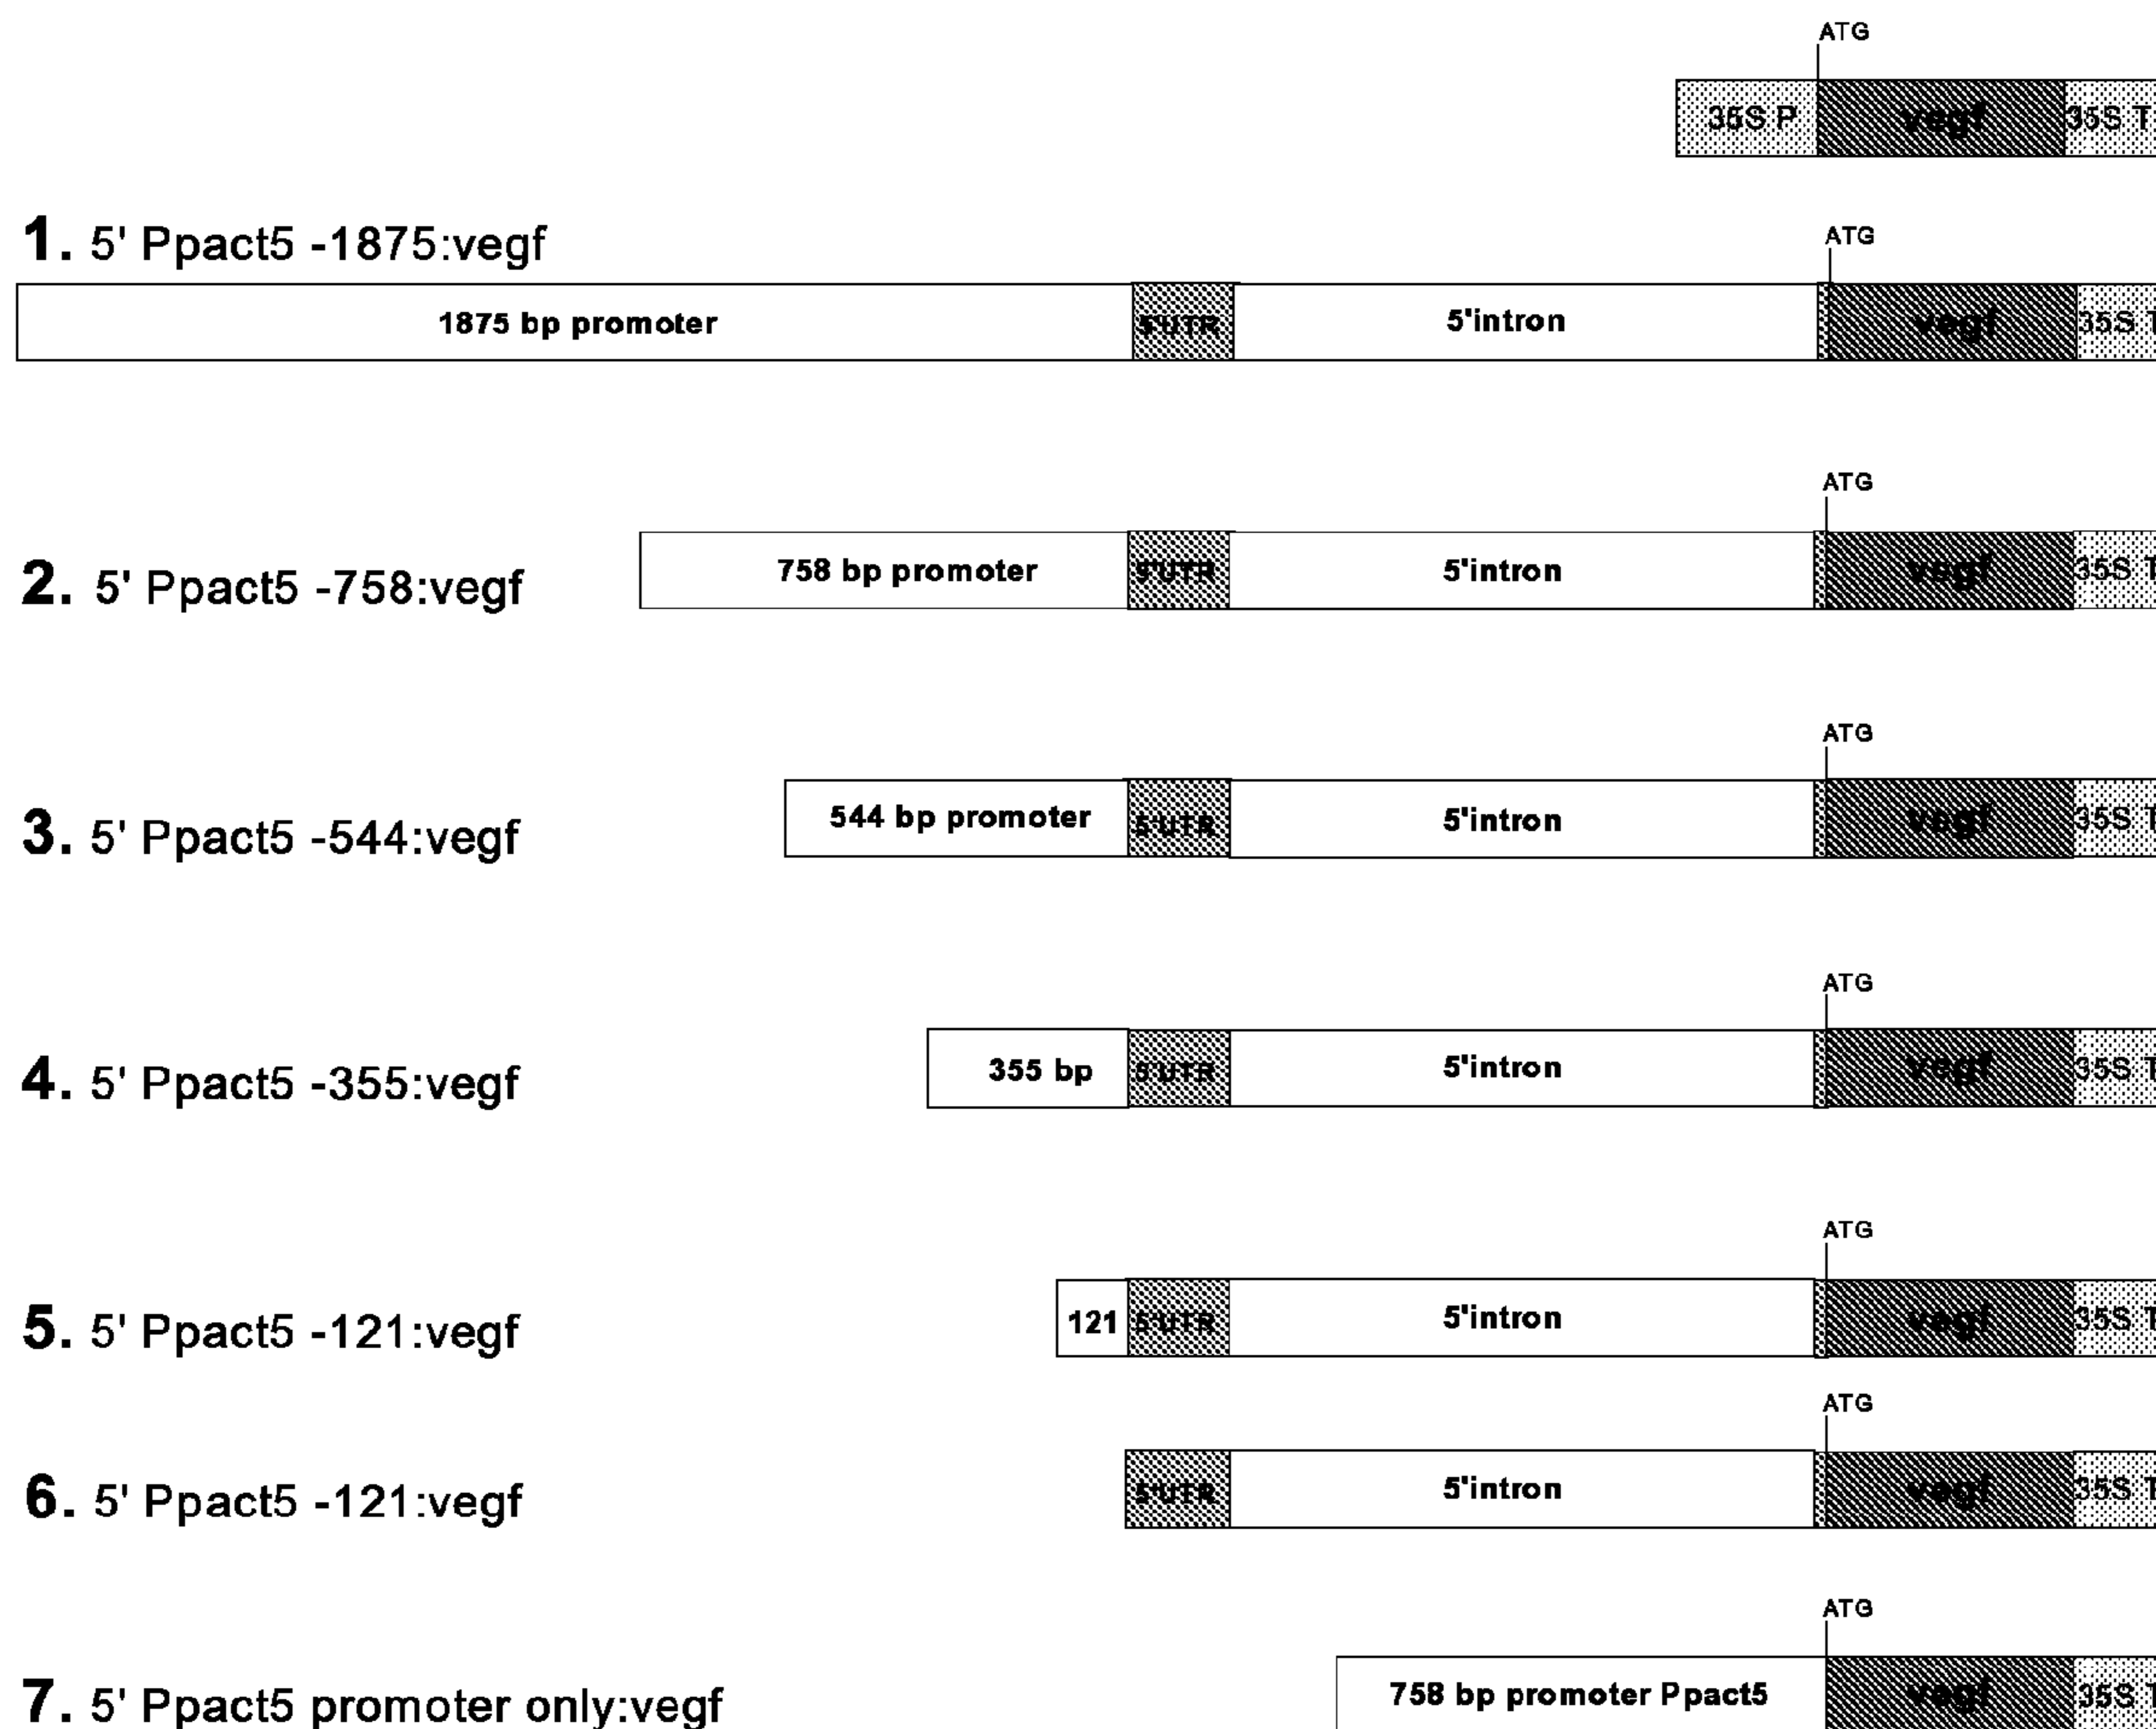 ATG
35S P vegf 35S T
1. 5' Ppact5 -1875:vegf
ATG
1875 bp promoter 5'UTR 5'intron vegf 35S T
ATG
2. 5' Ppact5 -758:vegf
758 bp promoter 5'UTR 5'intron vegf 35S T
ATG
3. 5' Ppact5 -544:vegf
544 bp promoter 5'UTR 5'intron vegf 35S T
ATG
4. 5' Ppact5 -355:vegf
355 bp 5'UTR 5'intron vegf 35S T
ATG
5. 5' Ppact5 -121:vegf
121 5'UTR 5'intron vegf 35S T
ATG
6. 5' Ppact5 -121:vegf
5'UTR 5'intron vegf 35S T
ATG
7. 5' Ppact5 promoter only:vegf
758 bp promoter Ppact5 vegf 35S T